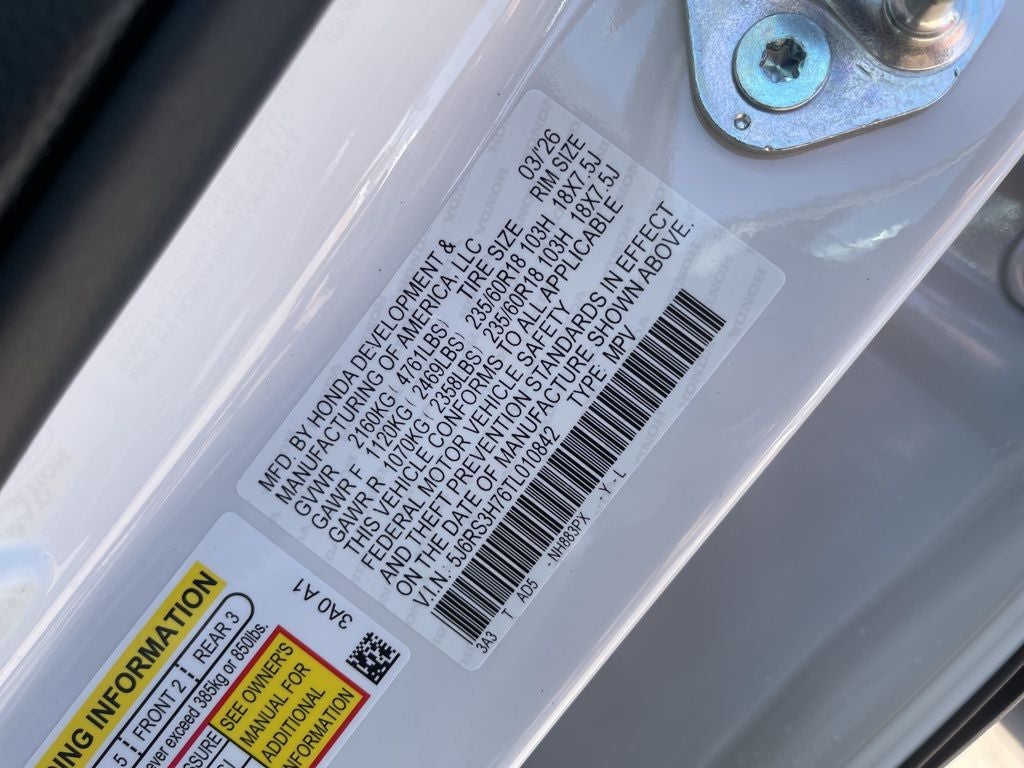 MFD. BY HONDA DEVELOPMENT &
MANUFACTURING OF AMERICA, LLC 03/'26
GVWR 2160KG ( 4761LBS) TIRE SIZE RIM SIZE
GAWR F 1120KG ( 2469LBS) 235/60R18 103H 18X7.5J
GAWR R 1070KG ( 2358LBS) 235/60R18 103H 18X7.5J
THIS VEHICLE CONFORMS TO ALL APPLICABLE
FEDERAL MOTOR VEHICLE SAFETY
AND THEFT PREVENTION STANDARDS IN EFFECT
ON THE DATE OF MANUFACTURE SHOWN ABOVE.
V.I.N.: 5J6RS3H76TL010842 TYPE : MPV
3A3 T AD5 -NH883PX -Y - L
3A0 A1
ING INFORMATION
5 FRONT 2 REAR 3
ever exceed 385kg or 850lbs.
SSURE
SEE OWNER'S
MANUAL FOR
ADDITIONAL
INFORMATION